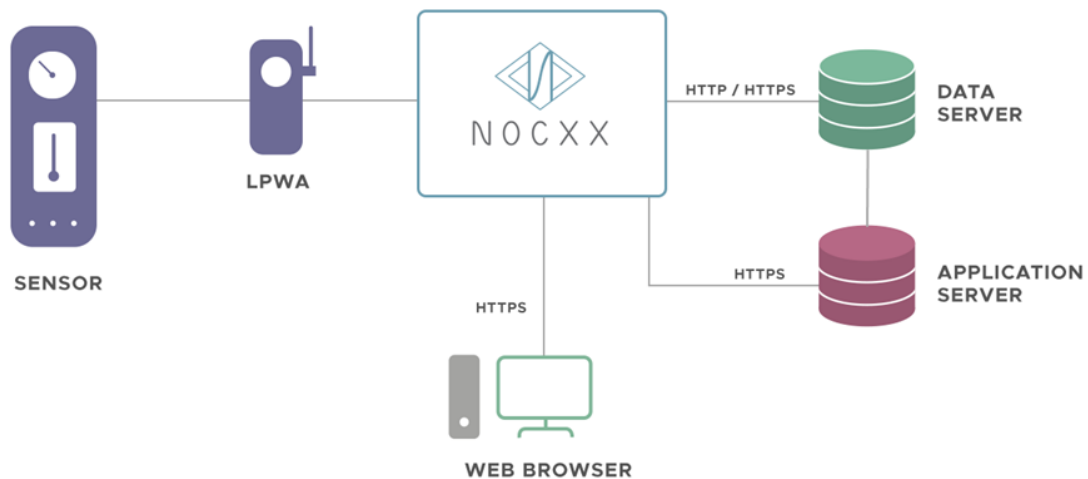 NOCXX
HTTP / HTTPS
DATA
SERVER
LPWA
SENSOR
HTTPS
APPLICATION
SERVER
HTTPS
WEB BROWSER